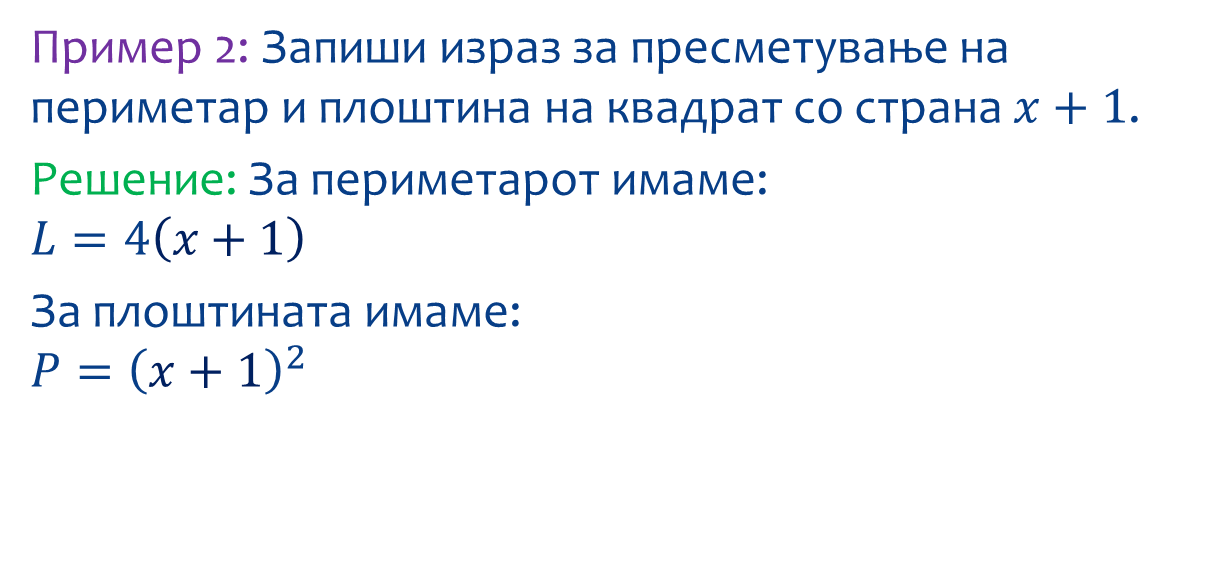 Пример 2: Запиши израз за пресметување на
периметар и плоштина на квадрат со страна x + 1.
Решение: За периметарот имаме:
L = 4(x + 1)
За плоштината имаме:
P = (x + 1)²